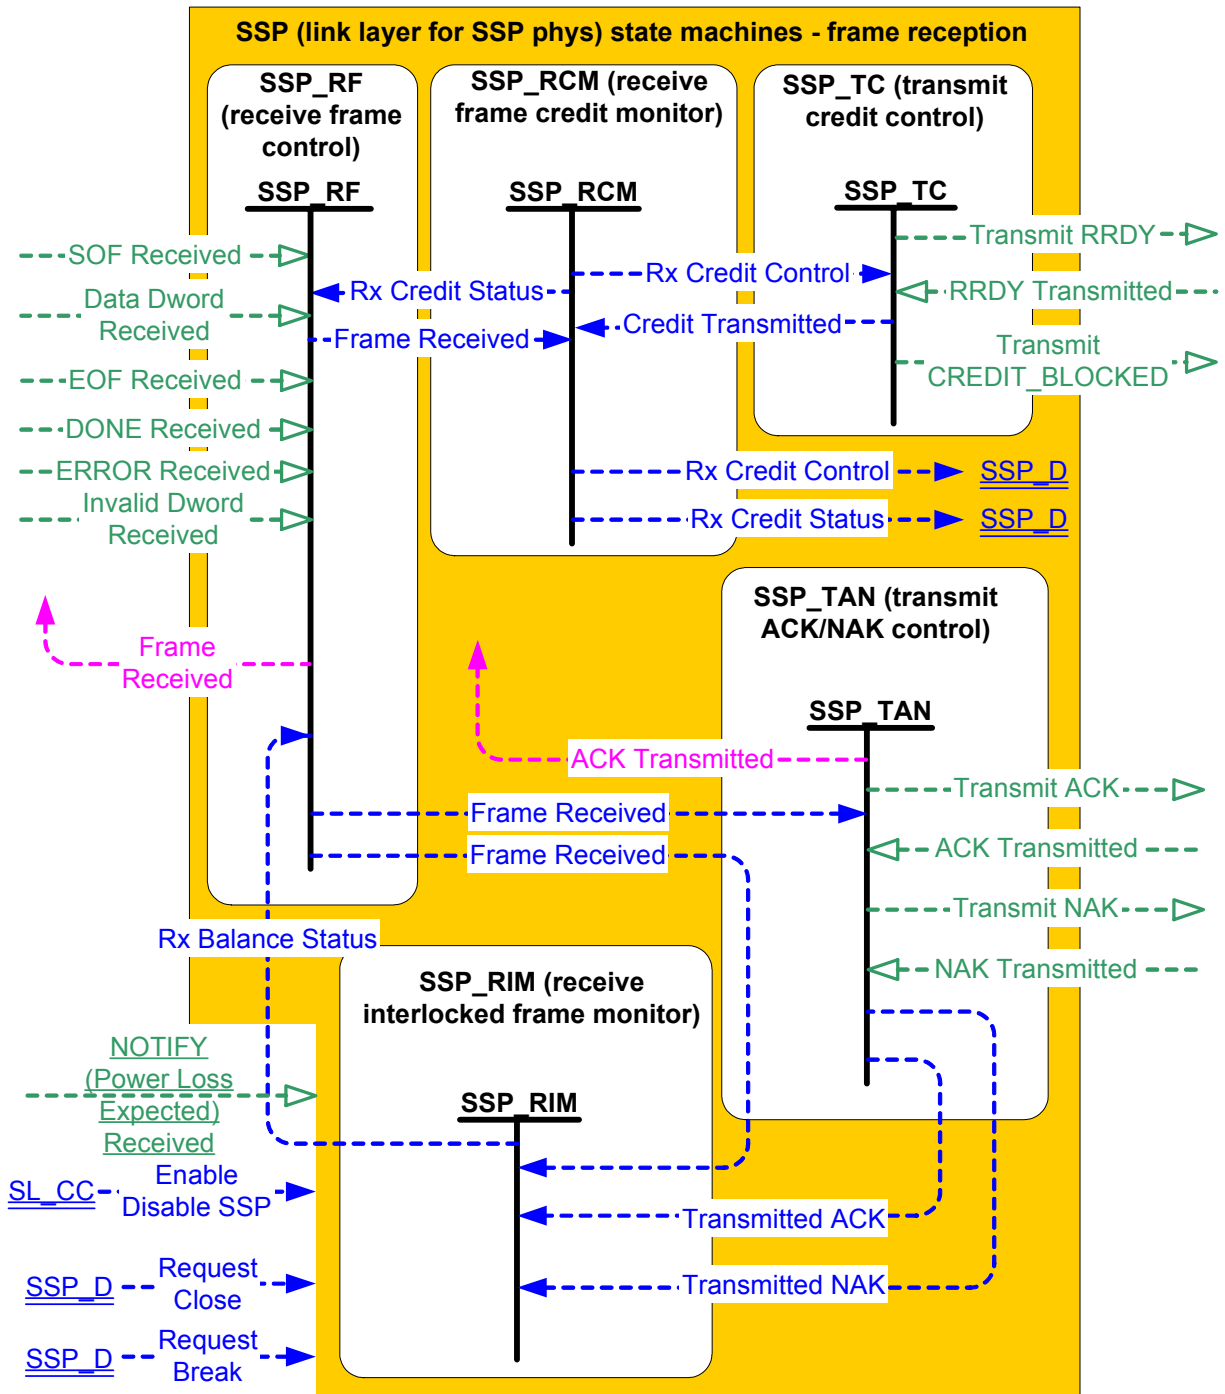 SSP (link layer for SSP phys) state machines - frame reception
SSP_RF
(receive frame
control)
SSP_RF
SOF Received
Data Dword
Received
EOF Received
DONE Received
ERROR Received
Invalid Dword
Received
Frame
Received
SSP_RCM (receive
frame credit monitor)
SSP_RCM
Rx Credit Status
Frame Received
SSP_TC (transmit
credit control)
SSP_TC
Rx Credit Control
Credit Transmitted
Transmit RRDY
RRDY Transmitted
Transmit
CREDIT_BLOCKED
Rx Credit Control
SSP_D
Rx Credit Status
SSP_D
SSP_TAN (transmit
ACK/NAK control)
SSP_TAN
ACK Transmitted
Transmit ACK
Frame Received
ACK Transmitted
Frame Received
Transmit NAK
NAK Transmitted
Rx Balance Status
SSP_RIM (receive
interlocked frame monitor)
SSP_RIM
Transmitted ACK
Transmitted NAK
NOTIFY
(Power Loss
Expected)
Received
SL_CC
Enable
Disable SSP
SSP_D
Request
Close
SSP_D
Request
Break